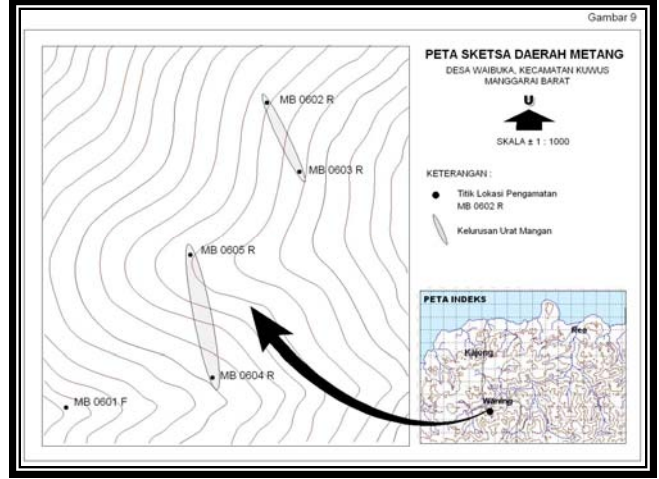 Gambar 9
PETA SKETSA DAERAH METANG
DESA WAIBUKA, KECAMATAN KUWUS
MANGGARAI BARAT
U
SKALA ± 1 : 1000
KETERANGAN :
Titik Lokasi Pengamatan
MB 0602 R
Kelurusan Urat Mangan
MB 0602 R
MB 0603 R
MB 0605 R
MB 0604 R
MB 0601 F
PETA INDEKS
Reo
Kajong
Waning